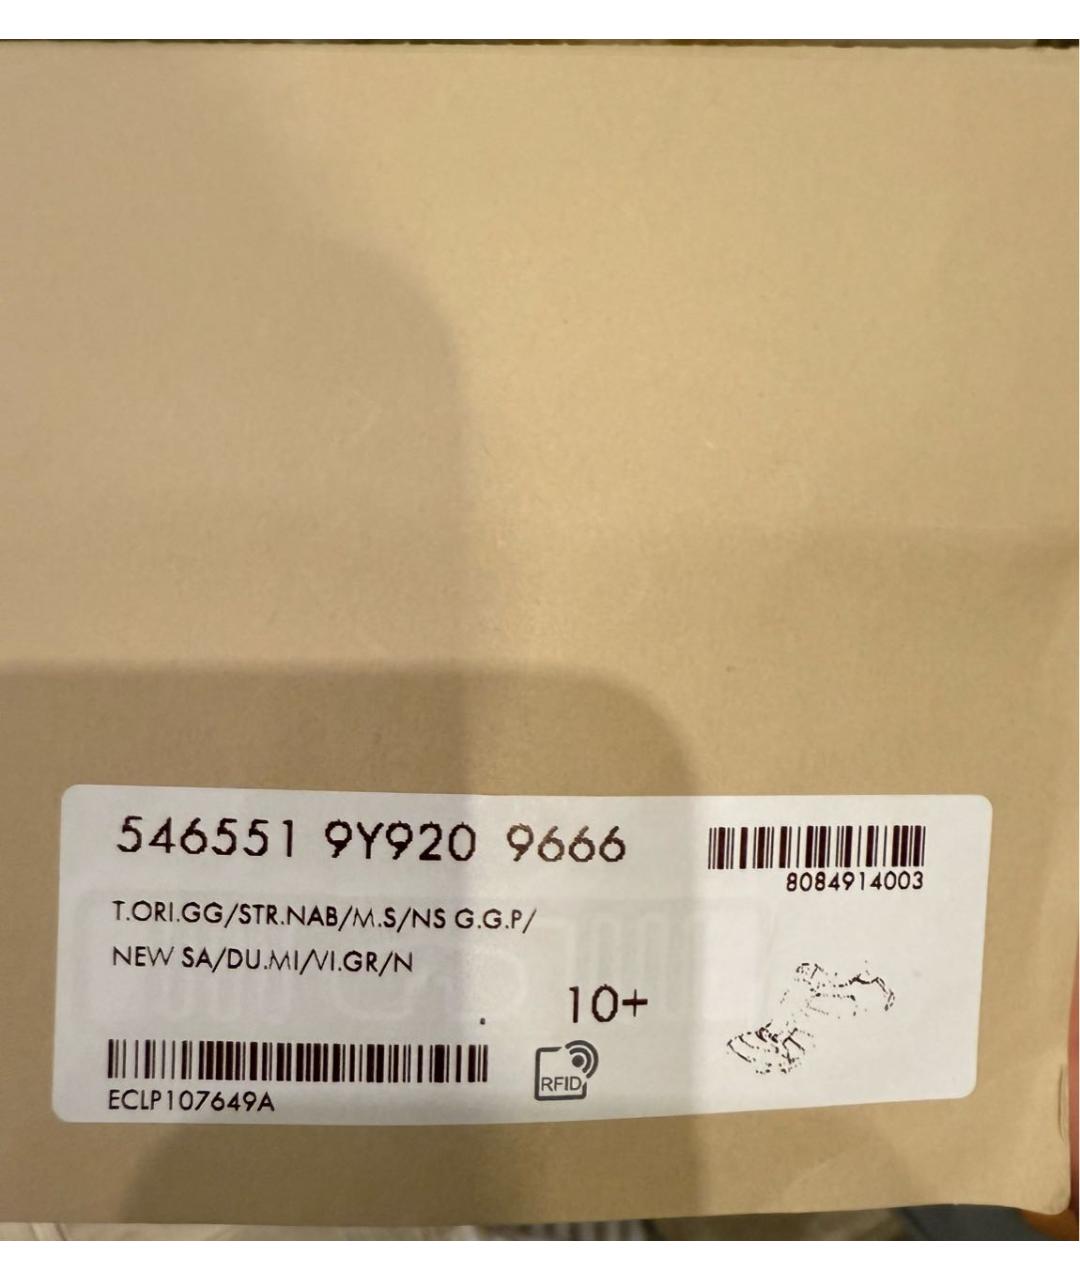 546551 9Y920 9666
8084914003
T.ORI.GG/STR.NAB/M.S/NS G.G.P/
NEW SA/DU.MI/VI.GR/N
10+
RFID
ECLP107649A